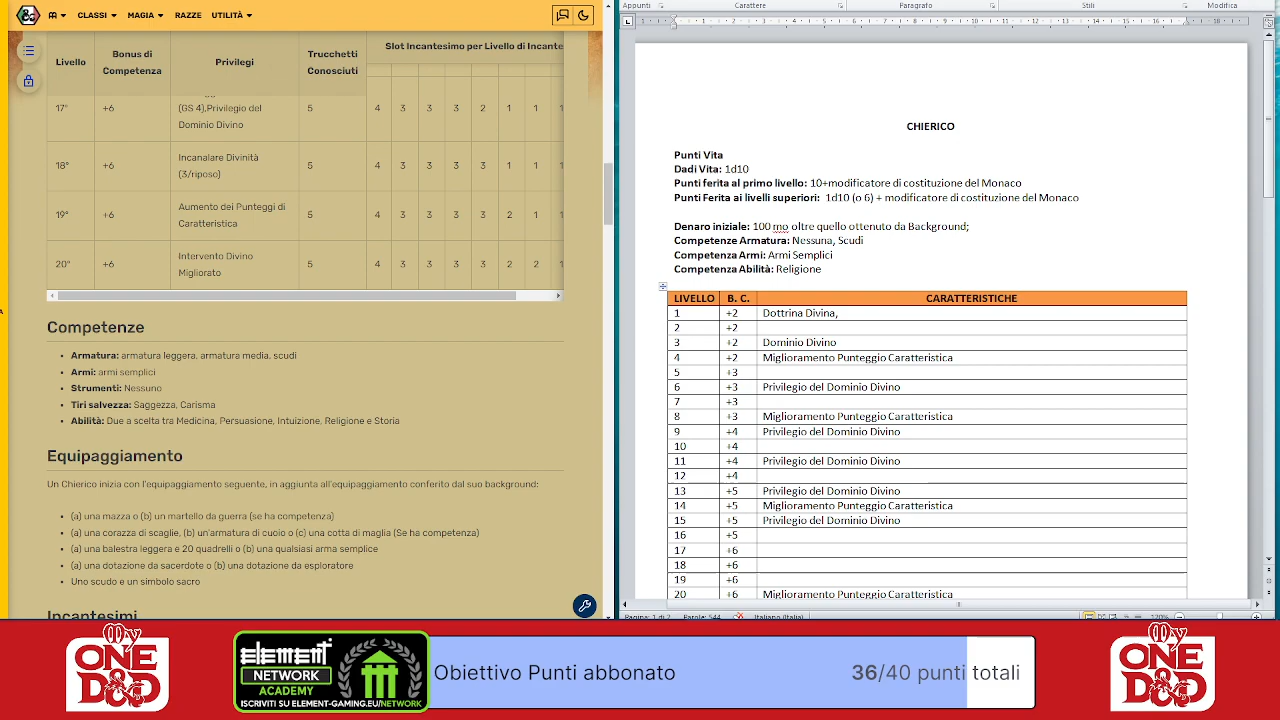 CLASSI MAGIA RAZZE UTILITÀ
Livello Bonus di Competenza Privilegi Trucchetti Conosciuti Slot Incantesimo per Livello di Incante
17° +6 (GS 4),Privilegio del Dominio Divino 5 4 3 3 3 2 1 1 1
18° +6 Incanalare Divinità (3/riposo) 5 4 3 3 3 3 1 1 1
19° +6 Aumento dei Punteggi di Caratteristica 5 4 3 3 3 3 2 1 1
20° +6 Intervento Divino Migliorato 5 4 3 3 3 3 2 2 1
Competenze
Armatura: armatura leggera, armatura media, scudi
Armi: armi semplici
Strumenti: Nessuno
Tiri salvezza: Saggezza, Carisma
Abilità: Due a scelta tra Medicina, Persuasione, Intuizione, Religione e Storia
Equipaggiamento
Un Chierico inizia con l'equipaggiamento seguente, in aggiunta all'equipaggiamento conferito dal suo background:
(a) una mazza o (b) un martello da guerra (se ha competenza)
(a) una corazza di scaglie, (b) un'armatura di cuoio o (c) una cotta di maglia (Se ha competenza)
(a) una balestra leggera e 20 quadrelli o (b) una qualsiasi arma semplice
(a) una dotazione da sacerdote o (b) una dotazione da esploratore
Uno scudo e un simbolo sacro
Incantesimi
Appunti Carattere Paragrafo Stili Modifica
CHIERICO
Punti Vita
Dadi Vita: 1d10
Punti ferita al primo livello: 10+modificatore di costituzione del Monaco
Punti Ferita ai livelli superiori: 1d10 (o 6) + modificatore di costituzione del Monaco
Denaro iniziale: 100 mo oltre quello ottenuto da Background;
Competenze Armatura: Nessuna, Scudi
Competenza Armi: Armi Semplici
Competenza Abilità: Religione
LIVELLO B. C. CARATTERISTICHE
1 +2 Dottrina Divina,
2 +2
3 +2 Dominio Divino
4 +2 Miglioramento Punteggio Caratteristica
5 +3
6 +3 Privilegio del Dominio Divino
7 +3
8 +3 Miglioramento Punteggio Caratteristica
9 +4 Privilegio del Dominio Divino
10 +4
11 +4 Privilegio del Dominio Divino
12 +4
13 +5 Privilegio del Dominio Divino
14 +5 Miglioramento Punteggio Caratteristica
15 +5 Privilegio del Dominio Divino
16 +5
17 +6
18 +6
19 +6
20 +6 Miglioramento Punteggio Caratteristica
Pagina: 1 di 2 Parole: 544 Italiano (Italia) 120%
My ONE D&D
element NETWORK ACADEMY
ISCRIVITI SU ELEMENT-GAMING.EU/NETWORK
Obiettivo Punti abbonato 36/40 punti totali
My ONE D&D